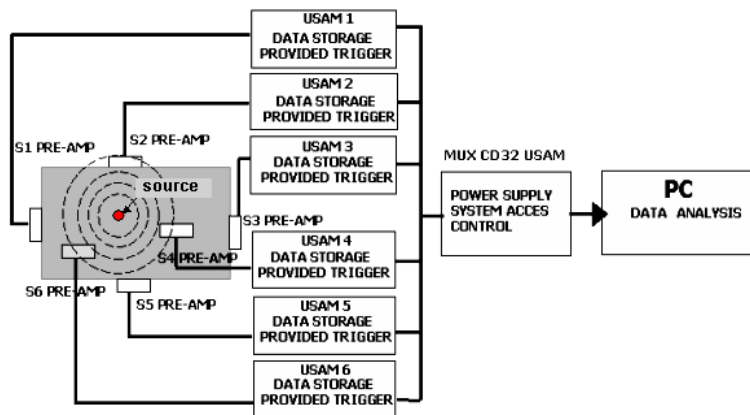 USAM 1
DATA STORAGE
PROVIDED TRIGGER
USAM 2
DATA STORAGE
PROVIDED TRIGGER
S2 PRE-AMP
S1 PRE-AMP
USAM 3
DATA STORAGE
PROVIDED TRIGGER
MUX CD32 USAM
source
POWER SUPPLY
SYSTEM ACCES
CONTROL
PC
DATA ANALYSIS
S3 PRE-AMP
USAM 4
DATA STORAGE
PROVIDED TRIGGER
S4 PRE-AMP
S6 PRE-AMP
S5 PRE-AMP
USAM 5
DATA STORAGE
PROVIDED TRIGGER
USAM 6
DATA STORAGE
PROVIDED TRIGGER